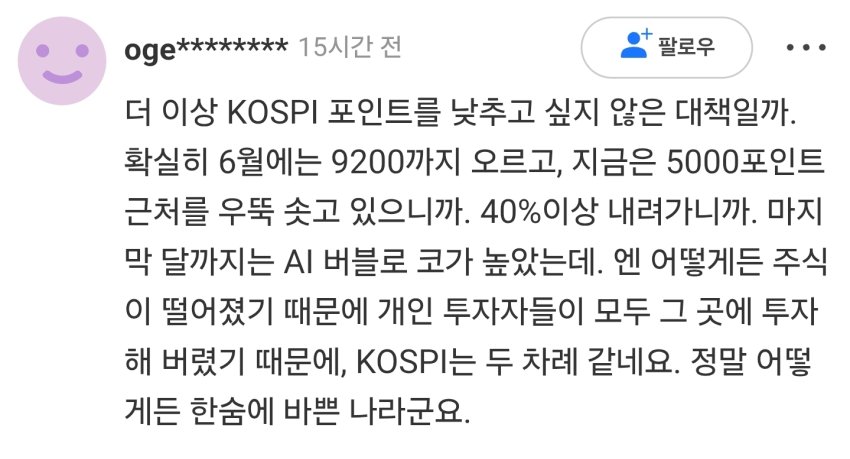 oge******** 15시간 전 팔로우
더 이상 KOSPI 포인트를 낮추고 싶지 않은 대책일까.
확실히 6월에는 9200까지 오르고, 지금은 5000포인트
근처를 우뚝 솟고 있으니까. 40%이상 내려가니까. 마지
막 달까지는 AI 버블로 코가 높았는데. 엔 어떻게든 주식
이 떨어졌기 때문에 개인 투자자들이 모두 그 곳에 투자
해 버렸기 때문에, KOSPI는 두 차례 같네요. 정말 어떻
게든 한숨에 바쁜 나라군요.